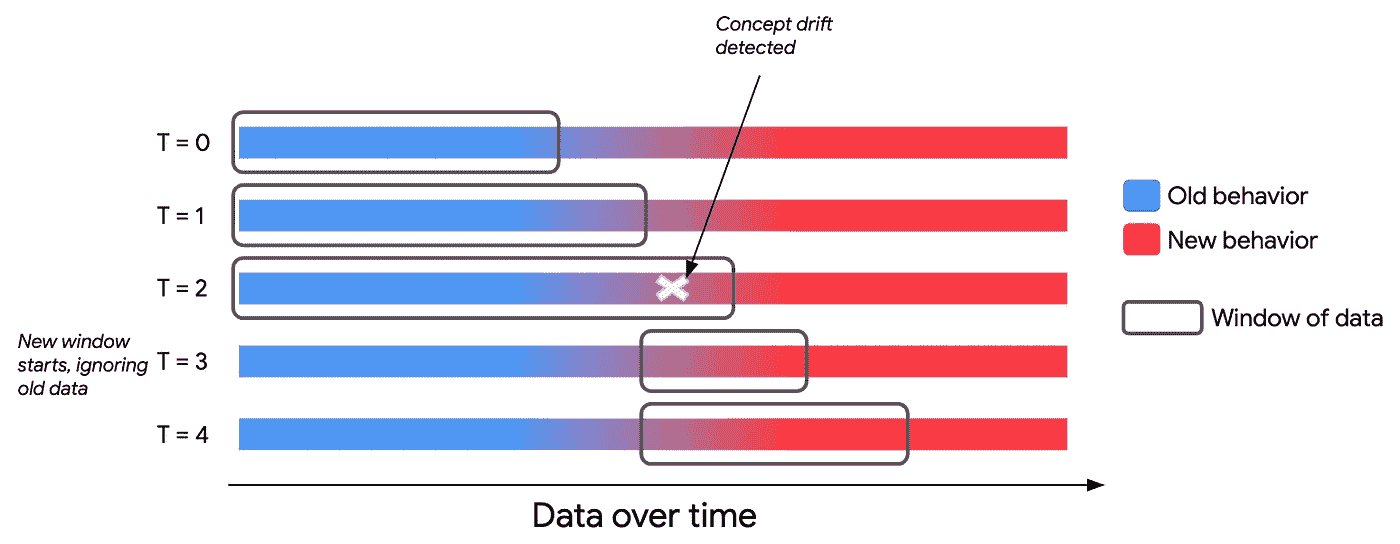 Concept drift
detected
T = 0
T = 1
T = 2
New window
starts, ignoring
old data
T = 3
T = 4
Old behavior
New behavior
Window of data
Data over time